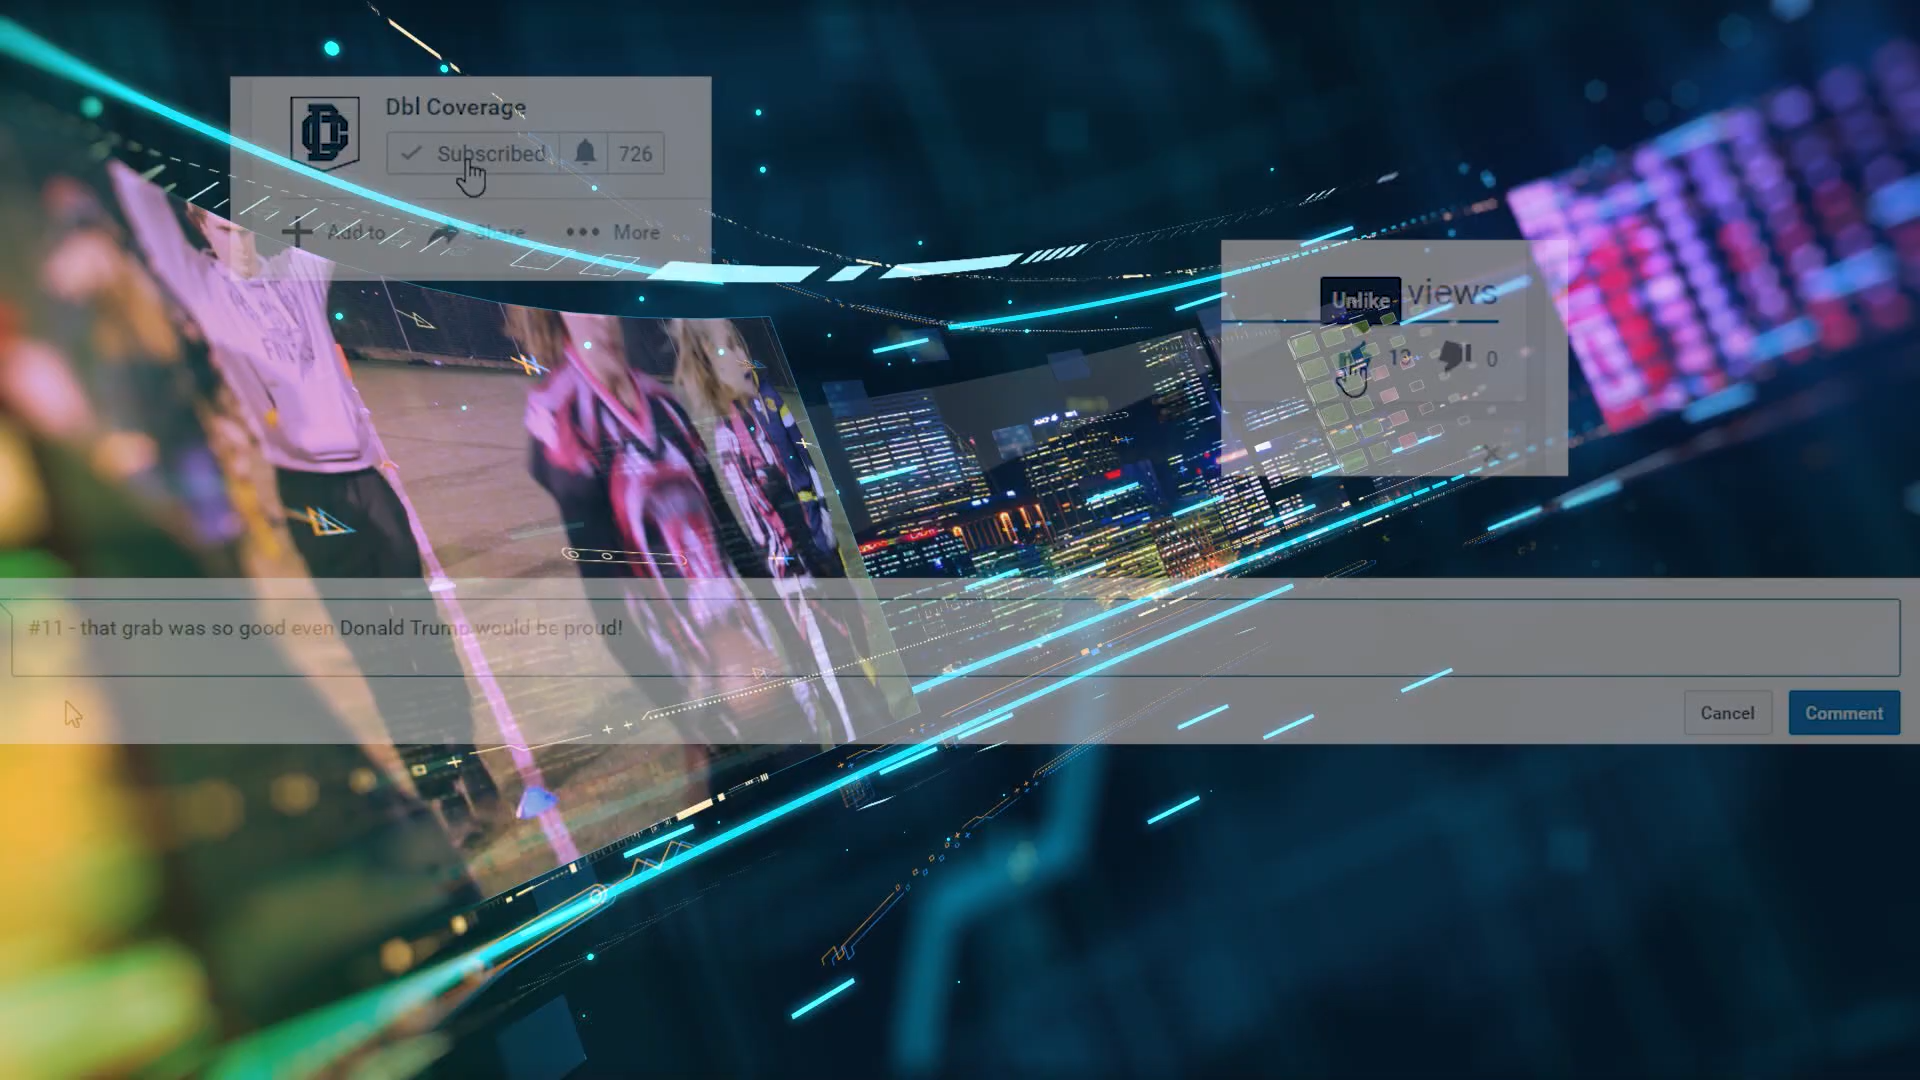 Dbl Coverage
Subscribed 726
Add to Share More
Unlike views
0
#11 - that grab was so good even Donald Trump would be proud!
Cancel Comment